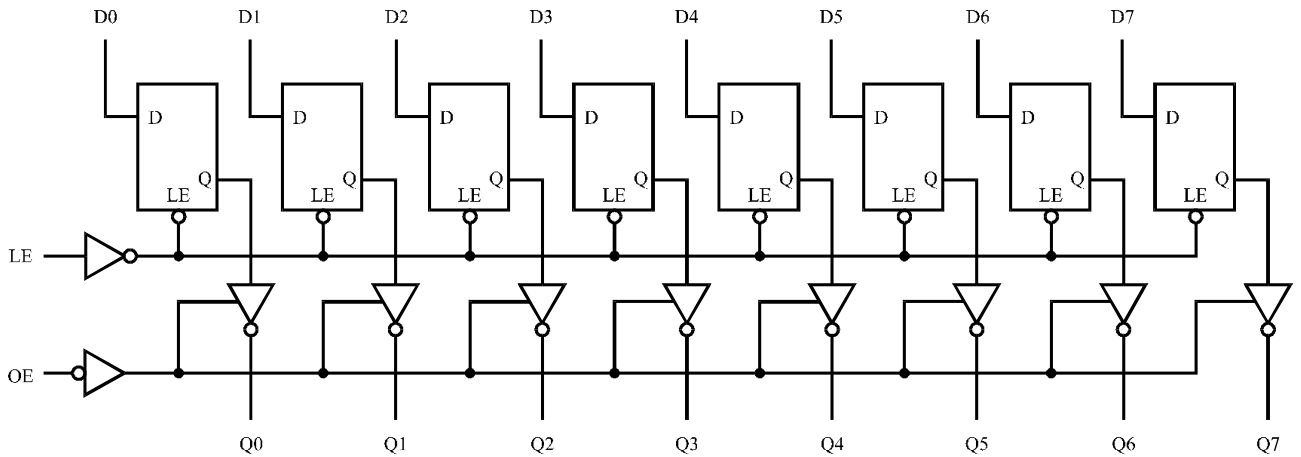 D0 D1 D2 D3 D4 D5 D6 D7
D D D D D D D D
Q Q Q Q Q Q Q Q
LE LE LE LE LE LE LE LE
LE
OE
Q0 Q1 Q2 Q3 Q4 Q5 Q6 Q7